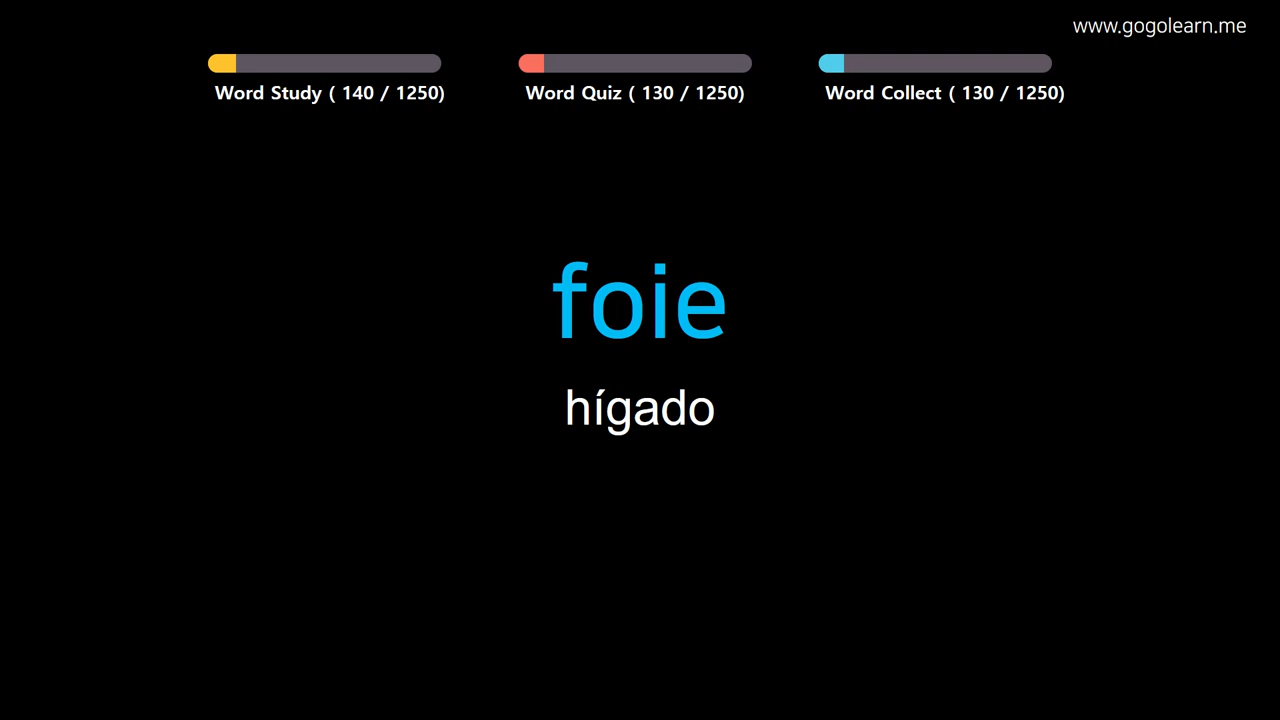 www.gogolearn.me
Word Study ( 140 / 1250)
Word Quiz ( 130 / 1250)
Word Collect ( 130 / 1250)
foie
hígado